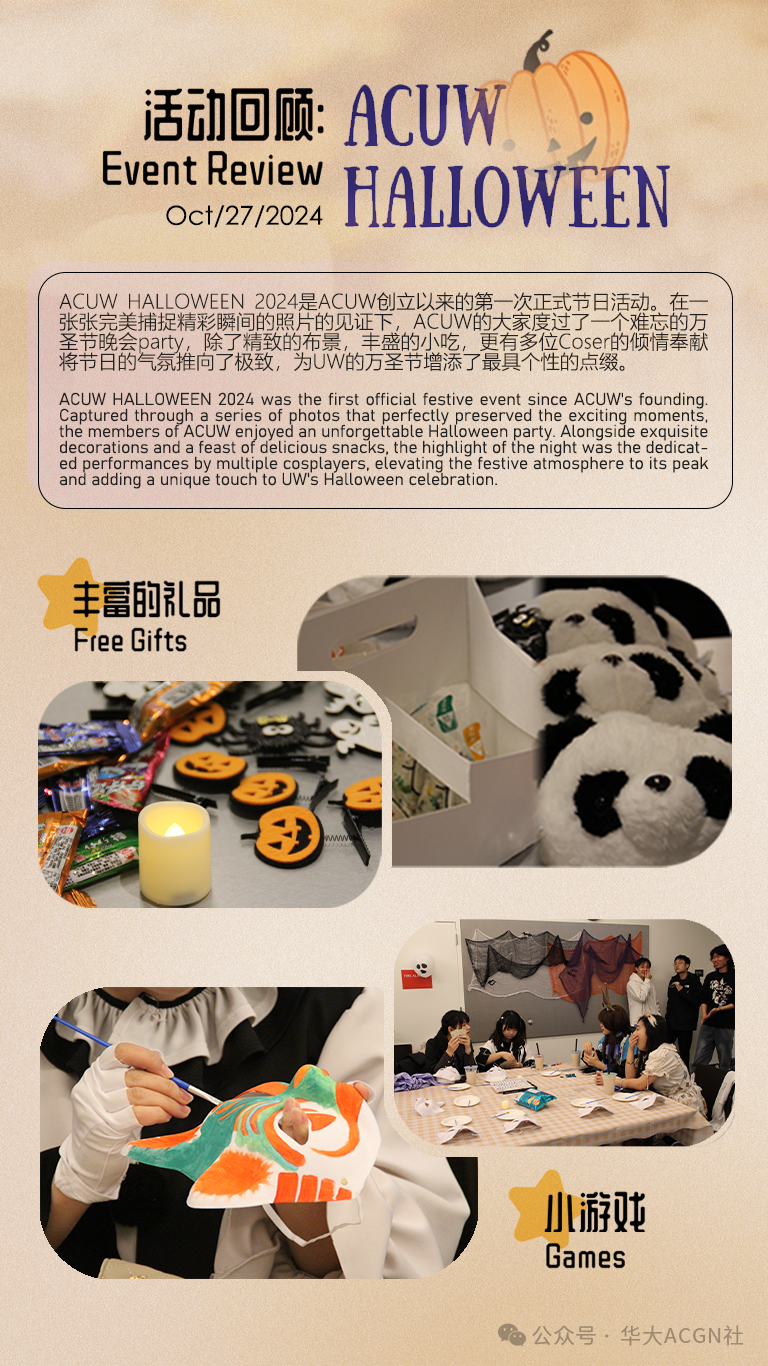 活动回顾:
Event Review
Oct/27/2024
ACUW
HALLOWEEN
ACUW HALLOWEEN 2024是ACUW创立以来的第一次正式节日活动。在一
张张完美捕捉精彩瞬间的照片的见证下，ACUW的大家度过了一个难忘的万
圣节晚会party，除了精致的布景，丰盛的小吃，更有多位Coser的倾情奉献
将节日的气氛推向了极致，为UW的万圣节增添了最具个性的点缀。
ACUW HALLOWEEN 2024 was the first official festive event since ACUW's founding.
Captured through a series of photos that perfectly preserved the exciting moments,
the members of ACUW enjoyed an unforgettable Halloween party. Alongside exquisite
decorations and a feast of delicious snacks, the highlight of the night was the dedicat-
ed performances by multiple cosplayers, elevating the festive atmosphere to its peak
and adding a unique touch to UW's Halloween celebration.
丰富的礼品
Free Gifts
小游戏
Games
公众号 · 华大ACGN社